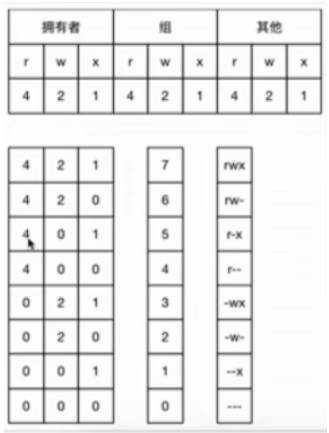 拥有者 组 其他
r w x r w x r w x
4 2 1 4 2 1 4 2 1
4 2 1 7 rwx
4 2 0 6 rw-
4 0 1 5 r-x
4 0 0 4 r--
0 2 1 3 -wx
0 2 0 2 -w-
0 0 1 1 --x
0 0 0 0 ---